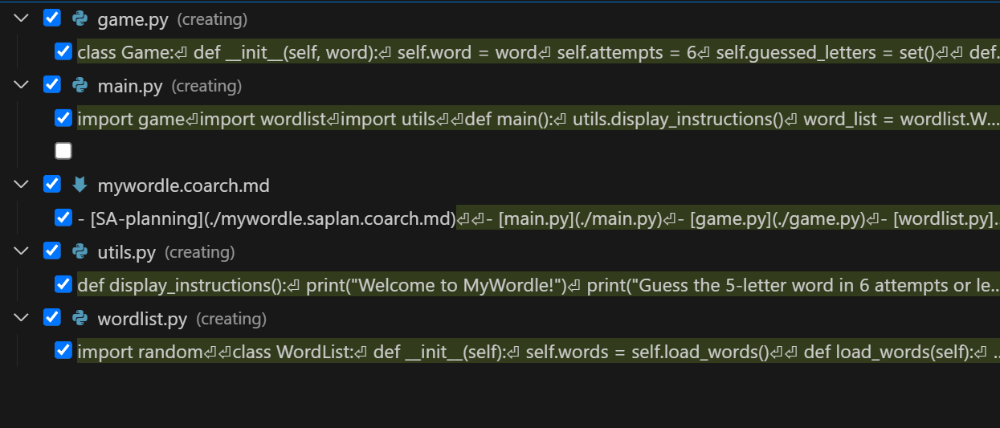 game.py (creating)
class Game:⏎ def __init__(self, word):⏎ self.word = word⏎ self.attempts = 6⏎ self.guessed_letters = set()⏎⏎ def...
main.py (creating)
import game⏎import wordlist⏎import utils⏎⏎def main():⏎ utils.display_instructions()⏎ word_list = wordlist.W...
mywordle.coarch.md
- [SA-planning](./mywordle.saplan.coarch.md)⏎⏎- [main.py](./main.py)⏎- [game.py](./game.py)⏎- [wordlist.py]...
utils.py (creating)
def display_instructions():⏎ print("Welcome to MyWordle!")⏎ print("Guess the 5-letter word in 6 attempts or le...
wordlist.py (creating)
import random⏎⏎class WordList:⏎ def __init__(self):⏎ self.words = self.load_words()⏎⏎ def load_words(self):⏎ ...